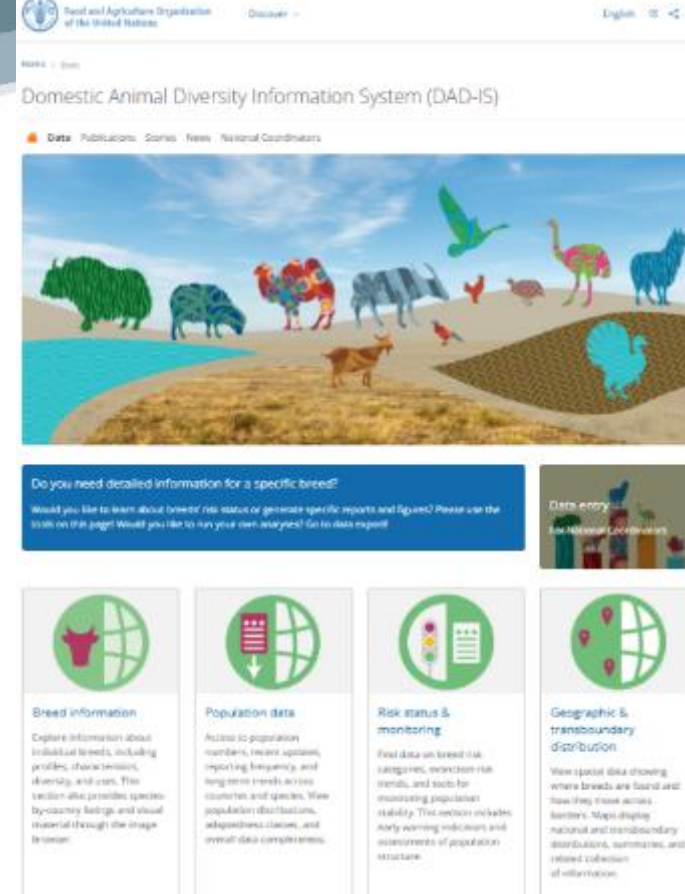 Food and Agriculture Organization
of the United Nations
Discover
English
Home / Data
Domestic Animal Diversity Information System (DAD-IS)
Data Publications Stories News National Coordinators
Do you need detailed information for a specific breed?
Would you like to learn about breeds' risk status or generate specific reports and figures? Please use the
tools on this page! Would you like to run your own analyses? Go to data export!
Data entry
For National Coordinators
Breed information
Explore information about
individual breeds, including
profiles, characteristics,
diversity, and uses. This
section also provides species-
by-country listings and visual
material through the image
browser.
Population data
Access to population
numbers, recent updates,
reporting frequency, and
long-term trends across
countries and species. View
population distributions,
adaptedness classes, and
overall data completeness.
Risk status &
monitoring
Find data on breed risk
categories, extinction risk
trends, and tools for
monitoring population
stability. This section includes
early warning indicators and
assessments of population
structure.
Geographic &
transboundary
distribution
View spatial data showing
where breeds are found and
how they move across
borders. Maps display
national and transboundary
distributions, summaries, and
related collection
of information.